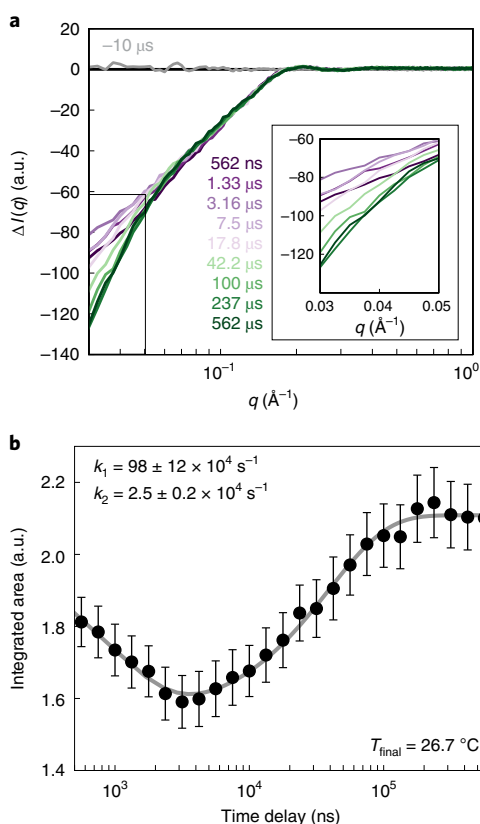 a
20
0
−20
−40
−60
−80
−100
−120
−140
ΔI(q) (a.u.)
−10 μs
562 ns
1.33 μs
3.16 μs
7.5 μs
17.8 μs
42.2 μs
100 μs
237 μs
562 μs
−60
−80
−100
−120
0.03 0.04 0.05
q (Å⁻¹)
10⁻¹ 10⁰
q (Å⁻¹)
b
k₁ = 98 ± 12 × 10⁴ s⁻¹
k₂ = 2.5 ± 0.2 × 10⁴ s⁻¹
2.2
2.0
1.8
1.6
1.4
Integrated area (a.u.)
T_final = 26.7 °C
10³ 10⁴ 10⁵
Time delay (ns)